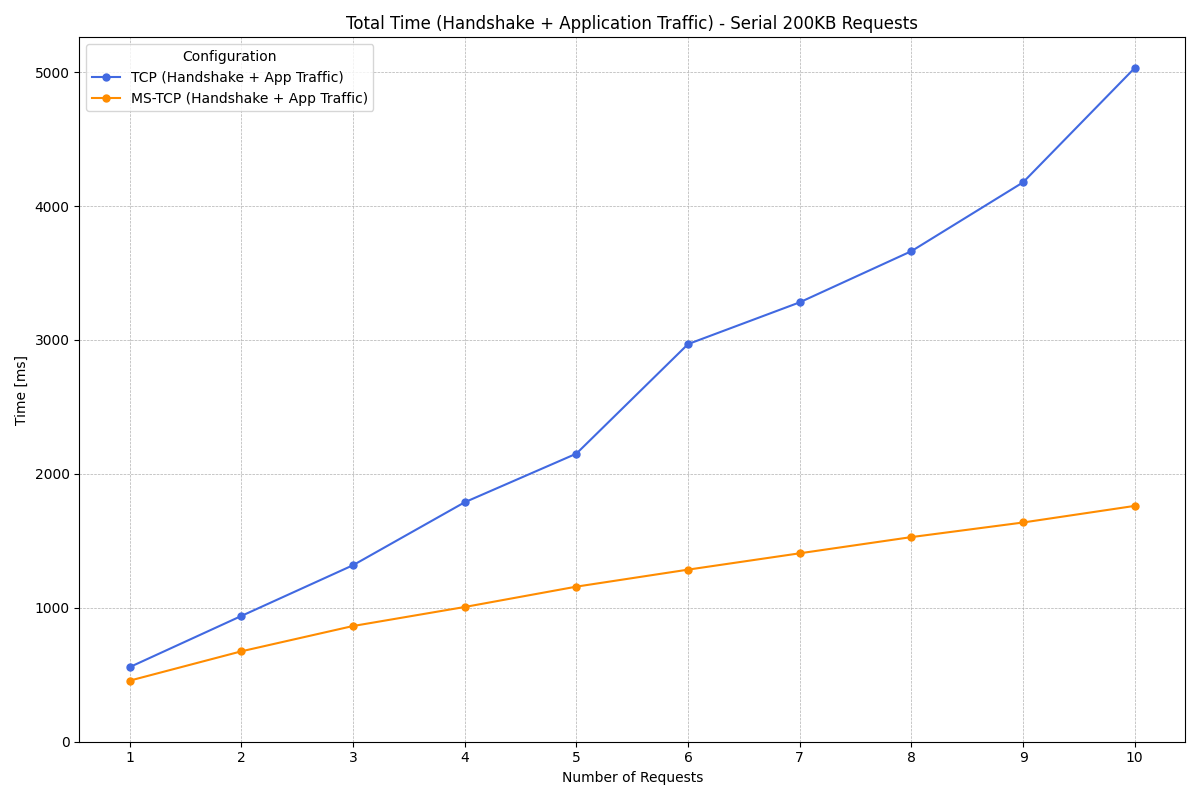 Total Time (Handshake + Application Traffic) - Serial 200KB Requests
Configuration
TCP (Handshake + App Traffic)
MS-TCP (Handshake + App Traffic)
Time [ms]
5000
4000
3000
2000
1000
0
1 2 3 4 5 6 7 8 9 10
Number of Requests